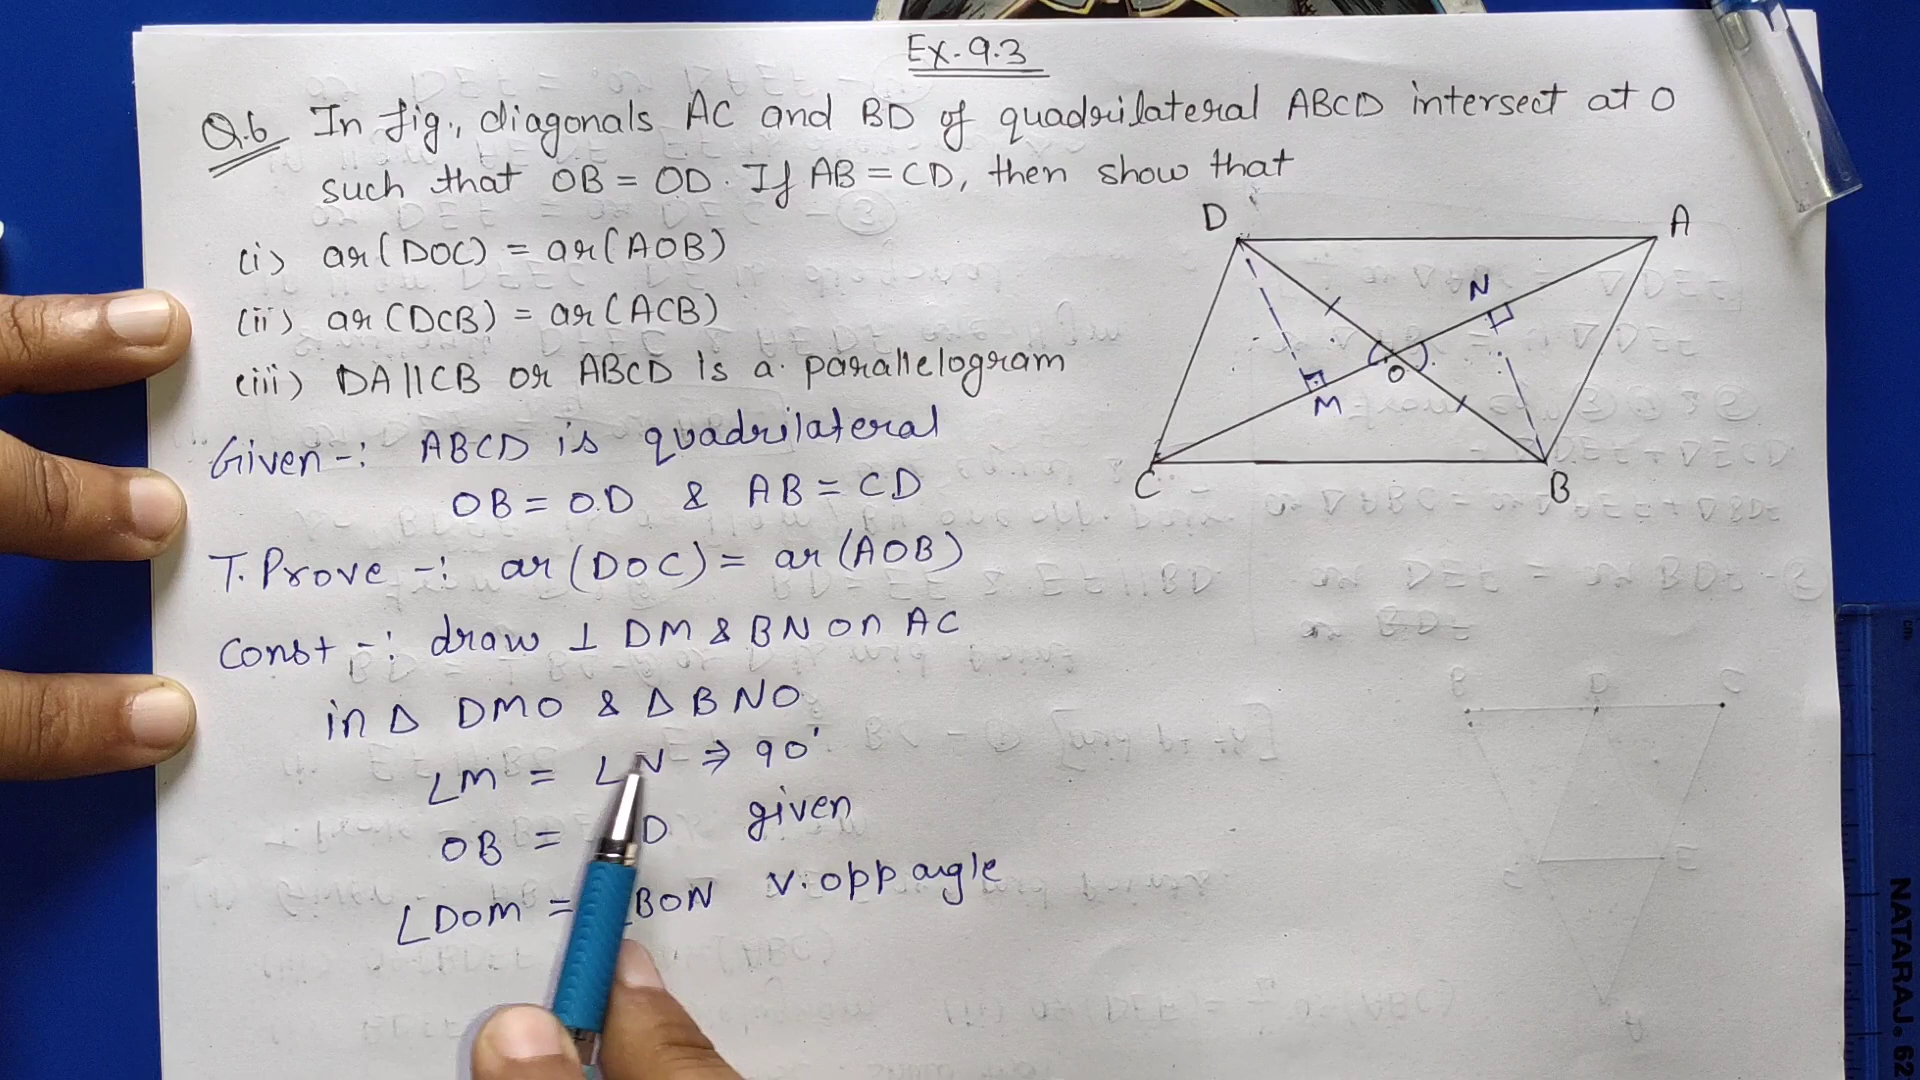 Ex-9.3
Q.6 In fig., diagonals AC and BD of quadrilateral ABCD intersect at O
such that OB = OD. If AB = CD, then show that
(i) ar(DOC) = ar(AOB)
(ii) ar(DCB) = ar(ACB)
(iii) DA||CB or ABCD is a parallelogram
D
A
N
O
M
C
B
Given -: ABCD is quadrilateral
OB = O.D & AB = CD
T. Prove -: ar(DOC) = ar(AOB)
Const -: draw ⊥ DM & BN on AC
in Δ DMO & Δ BNO
∠M = ∠N ⇒ 90°
OB = D given
∠DOM = ∠BON v.opp angle
NATARAJ. 62
cm